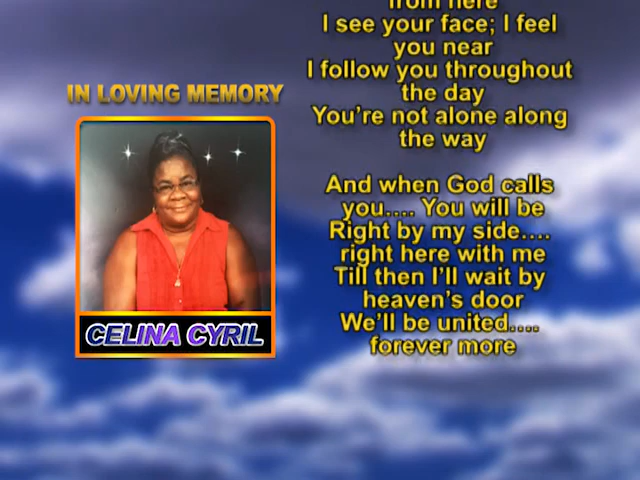 IN LOVING MEMORY
CELINA CYRIL
from here
I see your face; I feel
you near
I follow you throughout
the day
You're not alone along
the way
And when God calls
you.... You will be
Right by my side....
right here with me
Till then I'll wait by
heaven's door
We'll be united....
forever more